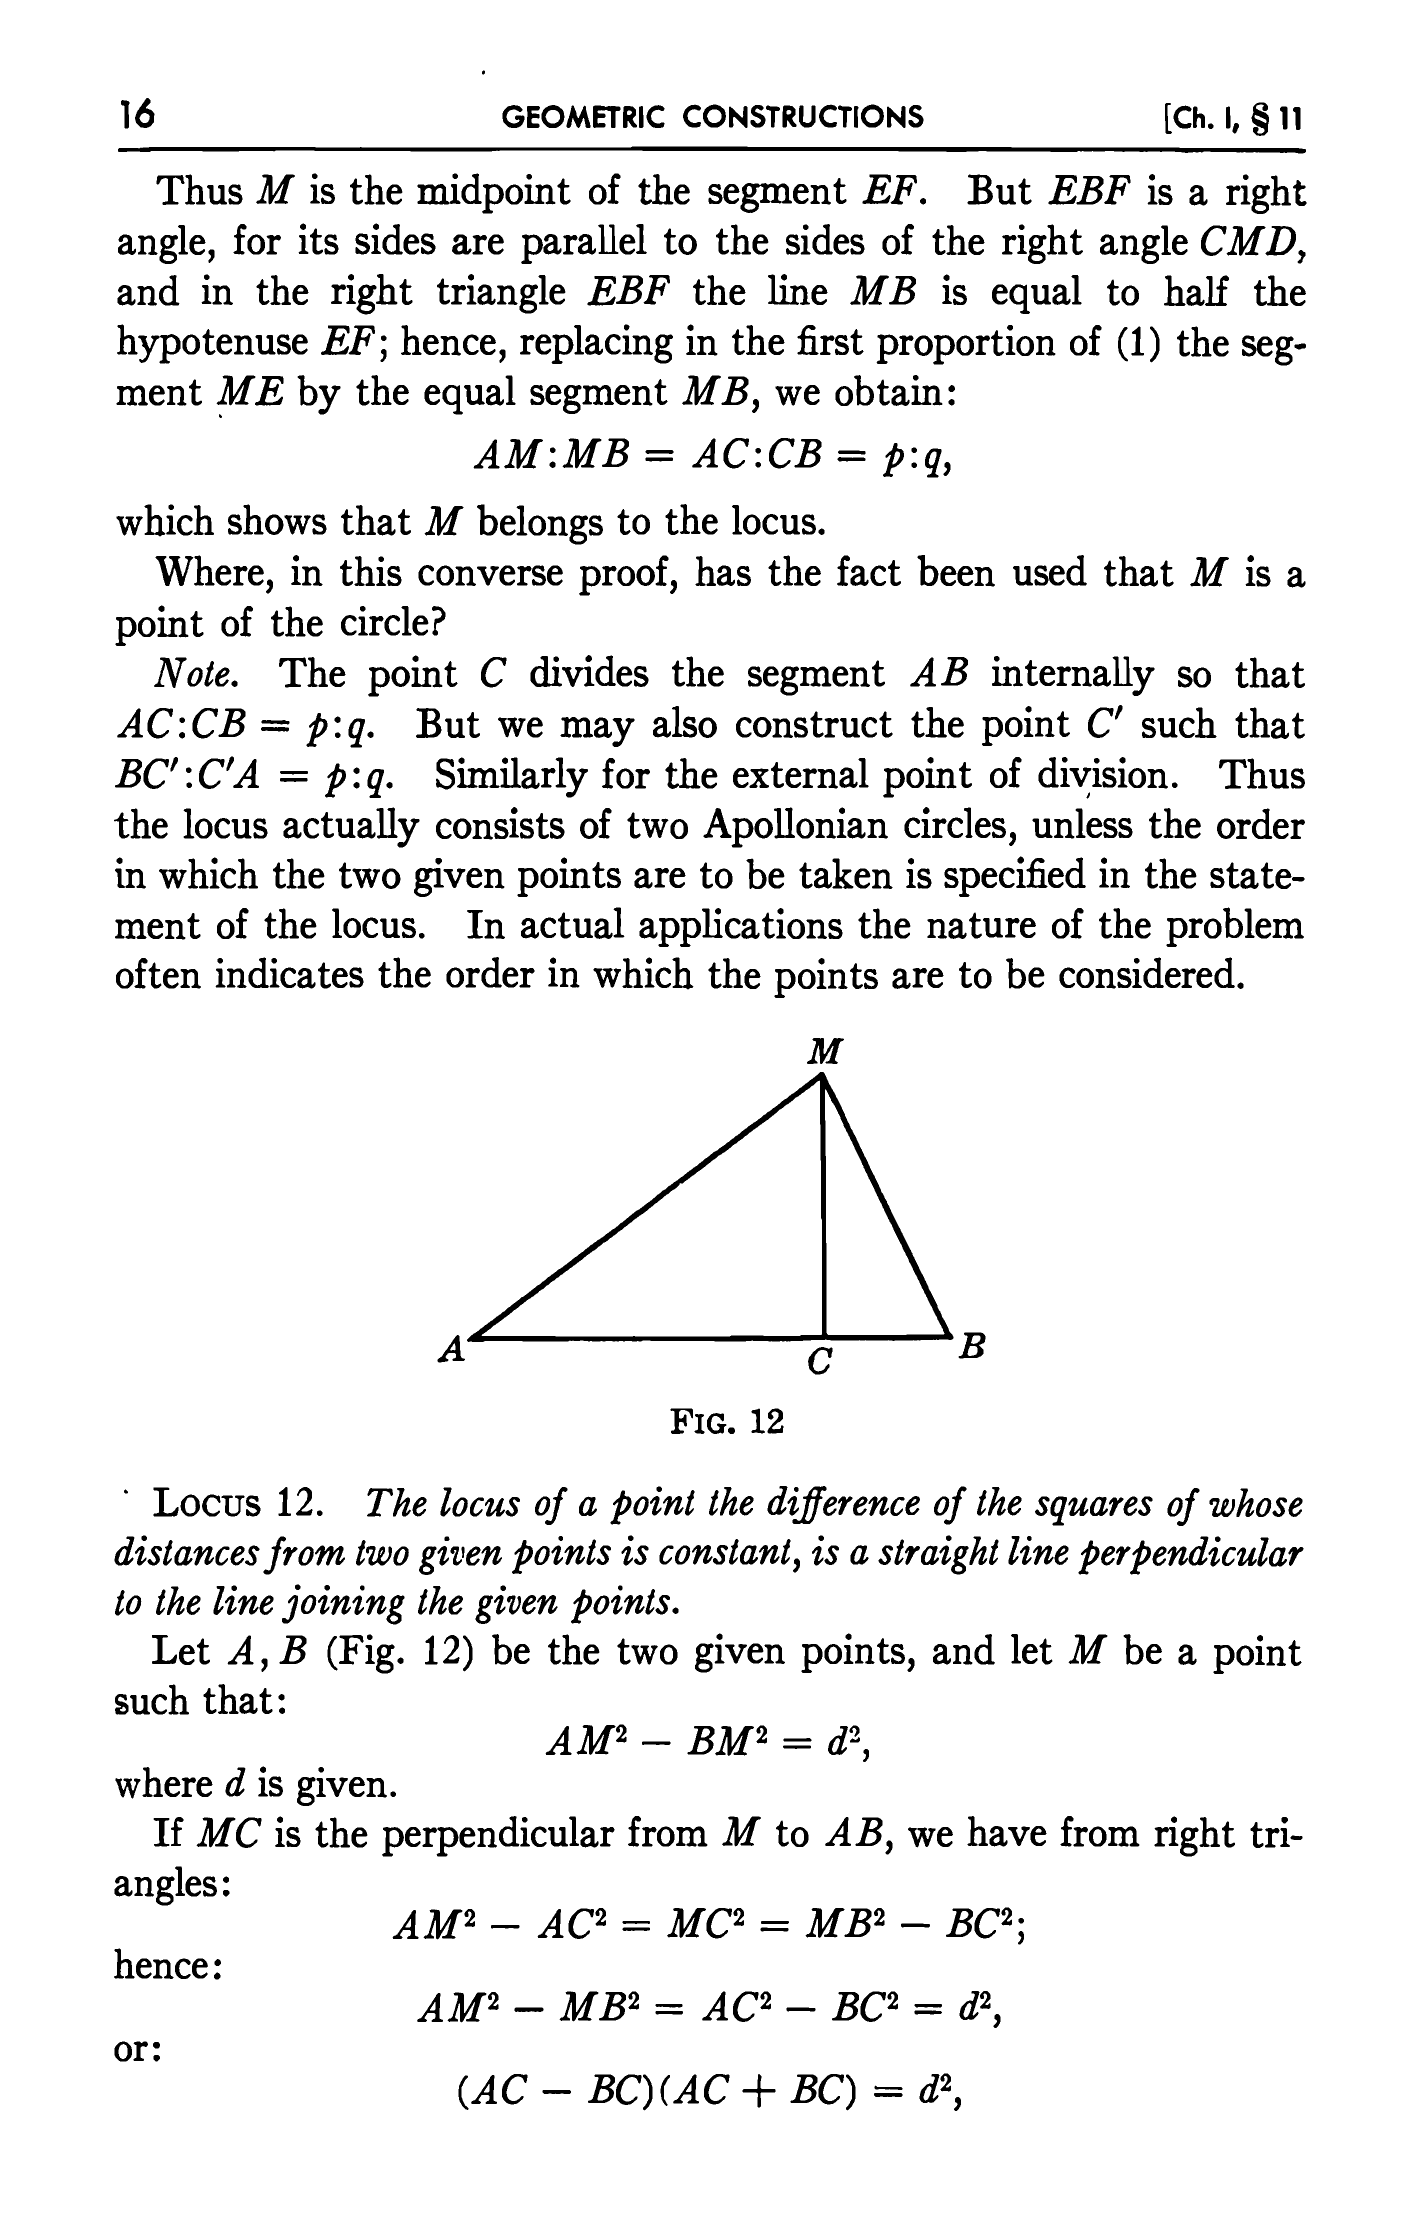 16 GEOMETRIC CONSTRUCTIONS [Ch. I, § 11
Thus M is the midpoint of the segment EF. But EBF is a right
angle, for its sides are parallel to the sides of the right angle CMD,
and in the right triangle EBF the line MB is equal to half the
hypotenuse EF; hence, replacing in the first proportion of (1) the seg-
ment ME by the equal segment MB, we obtain:
AM:MB = AC:CB = p:q,
which shows that M belongs to the locus.
Where, in this converse proof, has the fact been used that M is a
point of the circle?
Note. The point C divides the segment AB internally so that
AC:CB = p:q. But we may also construct the point C′ such that
BC′:C′A = p:q. Similarly for the external point of division. Thus
the locus actually consists of two Apollonian circles, unless the order
in which the two given points are to be taken is specified in the state-
ment of the locus. In actual applications the nature of the problem
often indicates the order in which the points are to be considered.
M
A C B
FIG. 12
LOCUS 12. The locus of a point the difference of the squares of whose
distances from two given points is constant, is a straight line perpendicular
to the line joining the given points.
Let A, B (Fig. 12) be the two given points, and let M be a point
such that:
AM² − BM² = d²,
where d is given.
If MC is the perpendicular from M to AB, we have from right tri-
angles:
AM² − AC² = MC² = MB² − BC²;
hence:
AM² − MB² = AC² − BC² = d²,
or:
(AC − BC)(AC + BC) = d²,